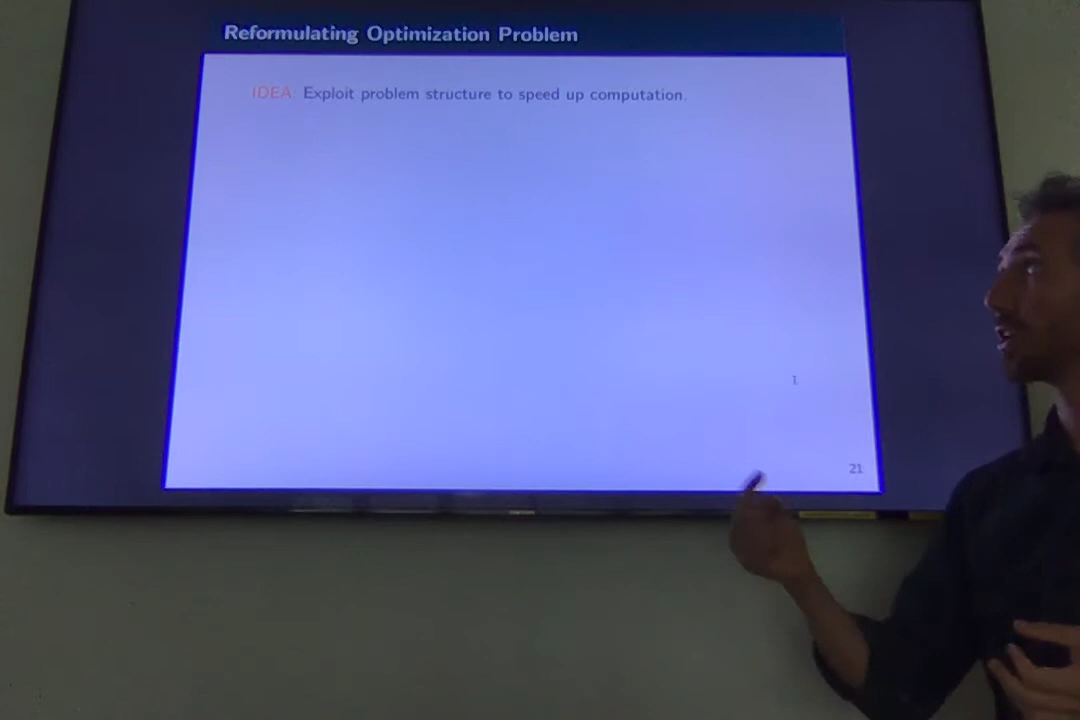 Reformulating Optimization Problem
IDEA: Exploit problem structure to speed up computation.
21